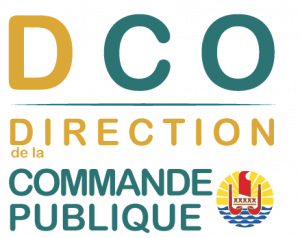 DCO
DIRECTION
de la
COMMANDE
PUBLIQUE